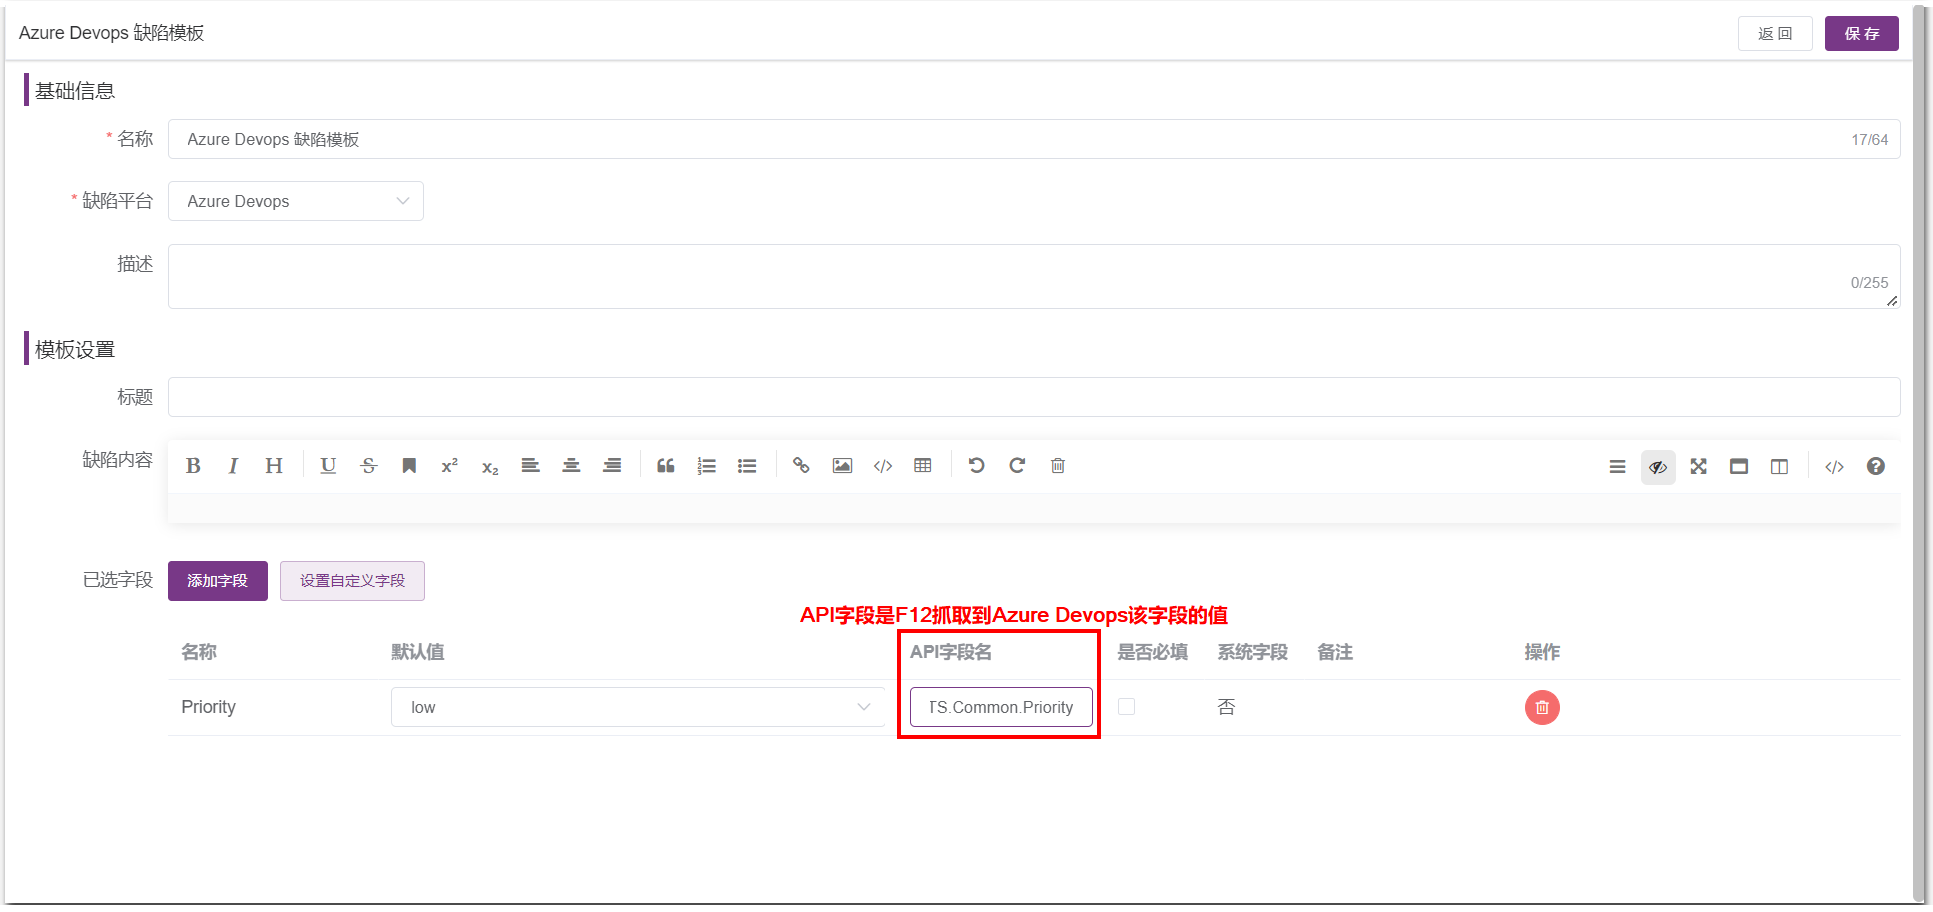 Azure Devops 缺陷模板
返 回
保 存
基础信息
* 名称
Azure Devops 缺陷模板
17/64
* 缺陷平台
Azure Devops
描述
0/255
模板设置
标题
缺陷内容
已选字段
添加字段
设置自定义字段
API字段是F12抓取到Azure Devops该字段的值
名称 默认值 API字段名 是否必填 系统字段 备注 操作
Priority low TS.Common.Priority 否